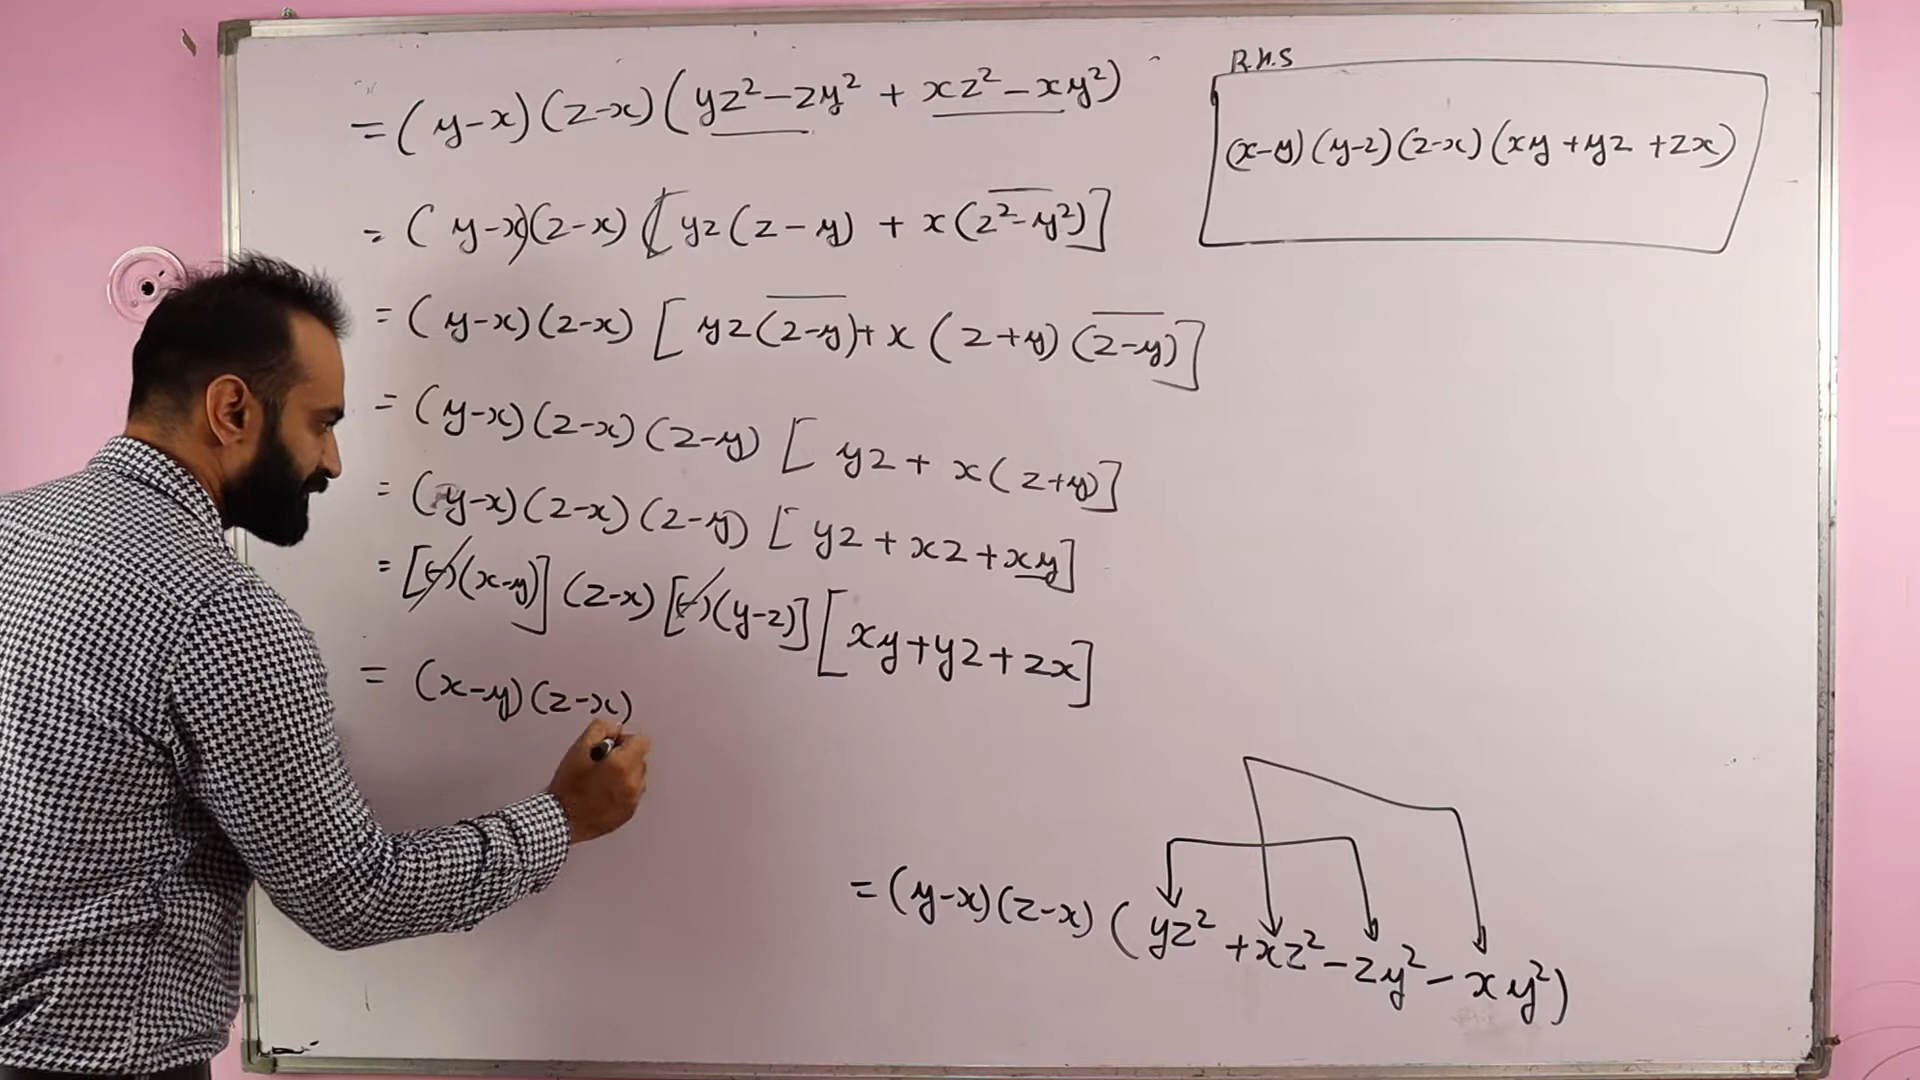 = (y-x)(z-x)(yz²-zy² + xz²-xy²)
= (y-x)(z-x)[yz(z-y) + x(z²-y²)]
= (y-x)(z-x)[yz(z-y)+x(z+y)(z-y)]
= (y-x)(z-x)(z-y)[yz+x(z+y)]
= (y-x)(z-x)(z-y)[yz+xz+xy]
= [(-)(x-y)](z-x)[(-)(y-z)][xy+yz+zx]
= (x-y)(z-x)
R.H.S
(x-y)(y-z)(z-x)(xy+yz+zx)
= (y-x)(z-x)(yz²+xz²-zy²-xy²)